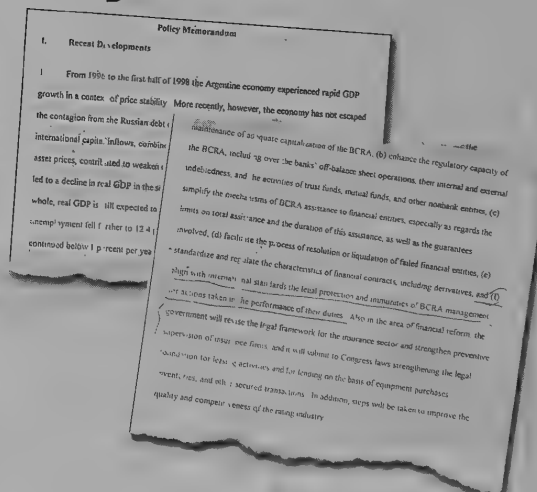 Policy Memorandum
I. Recent Developments
1 From 1996 to the first half of 1998 the Argentine economy experienced rapid GDP
growth in a context of price stability More recently, however, the economy has not escaped
the contagion from the Russian debt
international capital inflows, combine
asset prices, contributed to weaken
led to a decline in real GDP in the
whole, real GDP is still expected to
unemployment fell further to 12 4
continued below 1 percent per yea
maintenance of adequate capitalization of the BCRA, (b) enhance the regulatory capacity of
the BCRA, including over the banks' off-balance sheet operations, their internal and external
indebtedness, and the activities of trust funds, mutual funds, and other nonbank entities, (c)
simplify the mechanisms of BCRA assistance to financial entities, especially as regards the
limits on total assistance and the duration of this assistance, as well as the guarantees
involved, (d) facilitate the process of resolution or liquidation of failed financial entities, (e)
standardize and regulate the characteristics of financial contracts, including derivatives, and (f)
align with international standards the legal protection and immunities of BCRA management
for actions taken in the performance of their duties Also in the area of financial reform, the
government will revise the legal framework for the insurance sector and strengthen preventive
supervision of insurance firms, and it will submit to Congress laws strengthening the legal
foundation for leasing activities and for lending on the basis of equipment purchases
inventories, and other secured transactions In addition, steps will be taken to improve the
quality and competitiveness of the rating industry